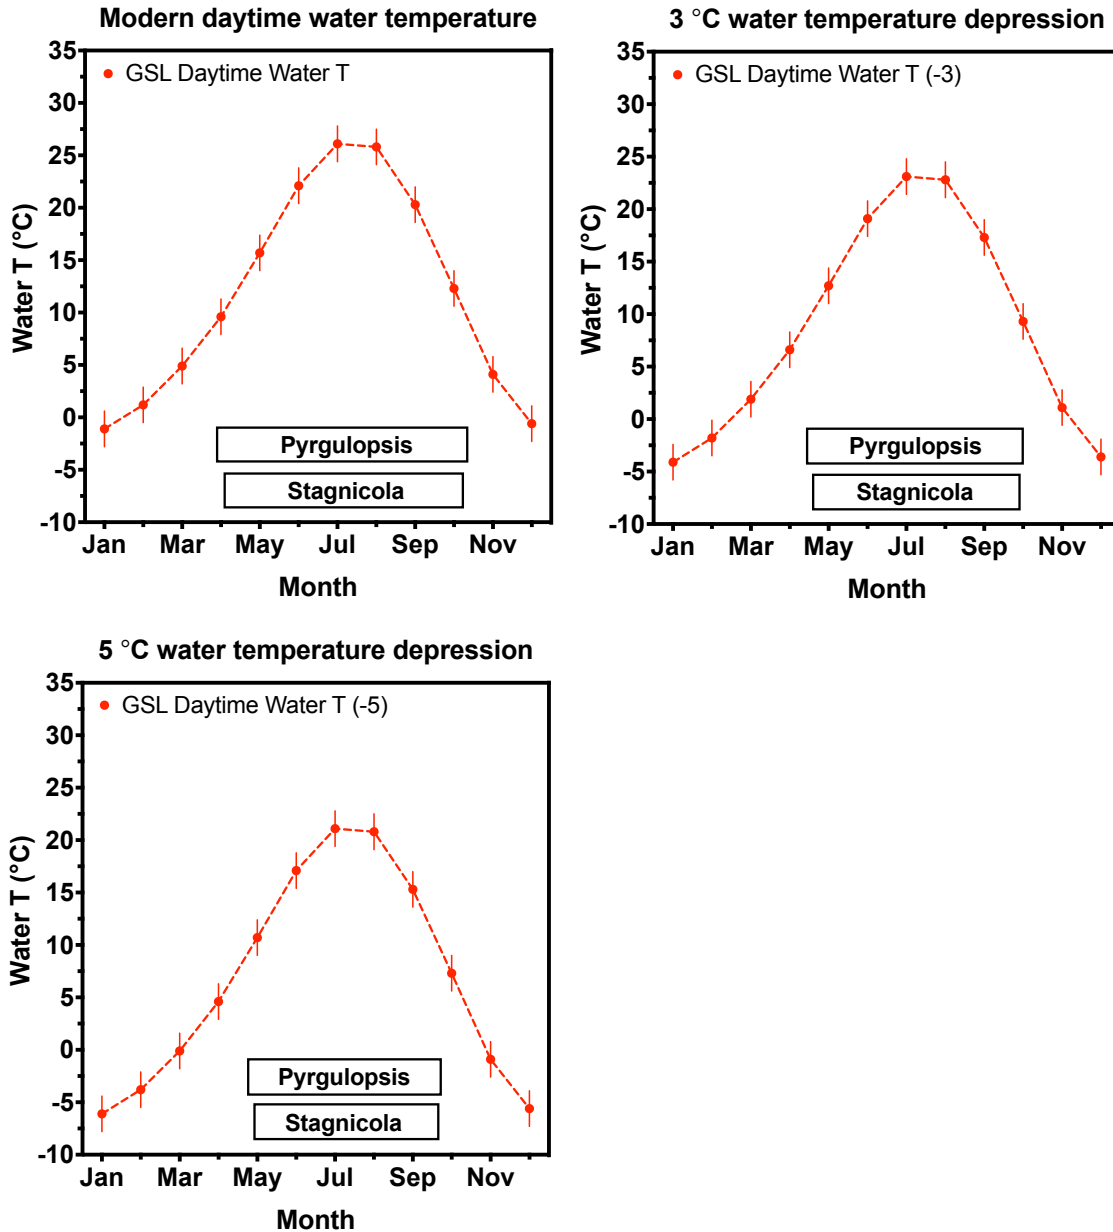 Modern daytime water temperature
GSL Daytime Water T
35
30
25
20
15
10
5
0
-5
-10
Water T (°C)
Pyrgulopsis
Stagnicola
Jan Mar May Jul Sep Nov
Month
3 °C water temperature depression
GSL Daytime Water T (-3)
35
30
25
20
15
10
5
0
-5
-10
Water T (°C)
Pyrgulopsis
Stagnicola
Jan Mar May Jul Sep Nov
Month
5 °C water temperature depression
GSL Daytime Water T (-5)
35
30
25
20
15
10
5
0
-5
-10
Water T (°C)
Pyrgulopsis
Stagnicola
Jan Mar May Jul Sep Nov
Month